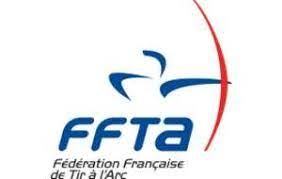 FFTa
Fédération Française
de Tir à l'Arc